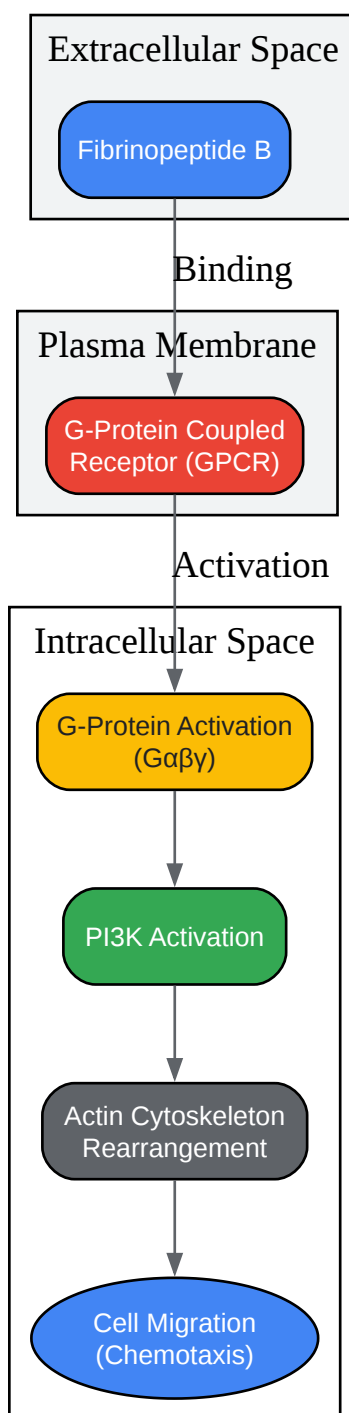 Extracellular Space
Fibrinopeptide B
Binding
Plasma Membrane
G-Protein Coupled
Receptor (GPCR)
Activation
Intracellular Space
G-Protein Activation
(Gαβγ)
PI3K Activation
Actin Cytoskeleton
Rearrangement
Cell Migration
(Chemotaxis)